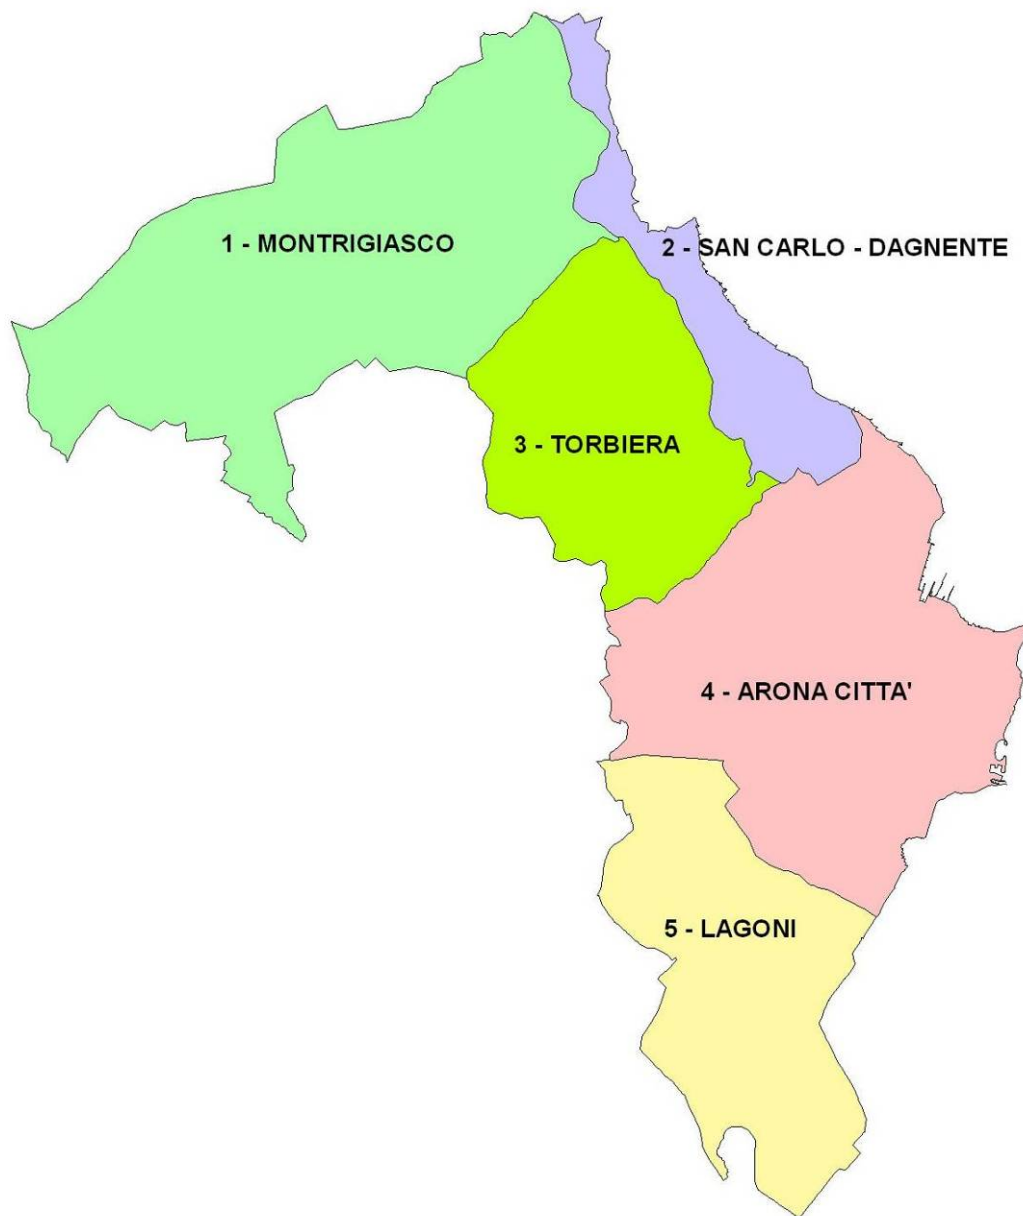 1 - MONTRIGIASCO
2 - SAN CARLO - DAGNENTE
3 - TORBIERA
4 - ARONA CITTA'
5 - LAGONI